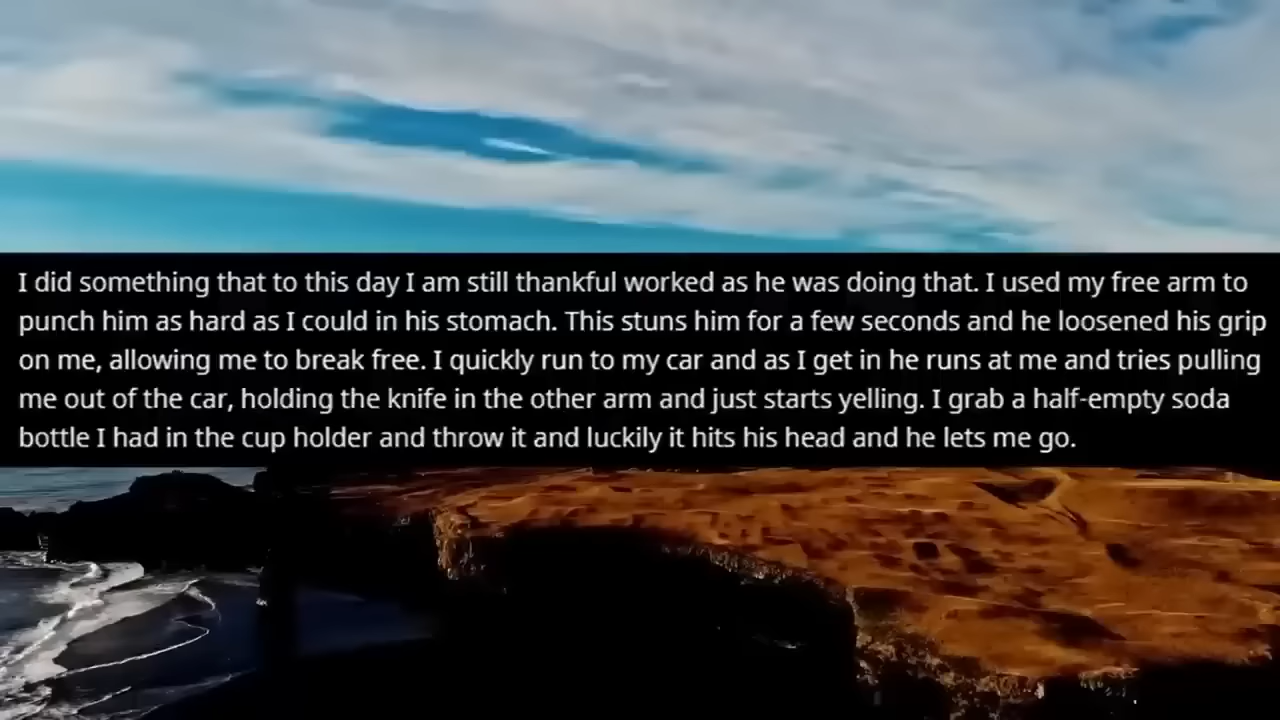 I did something that to this day I am still thankful worked as he was doing that. I used my free arm to
punch him as hard as I could in his stomach. This stuns him for a few seconds and he loosened his grip
on me, allowing me to break free. I quickly run to my car and as I get in he runs at me and tries pulling
me out of the car, holding the knife in the other arm and just starts yelling. I grab a half-empty soda
bottle I had in the cup holder and throw it and luckily it hits his head and he lets me go.